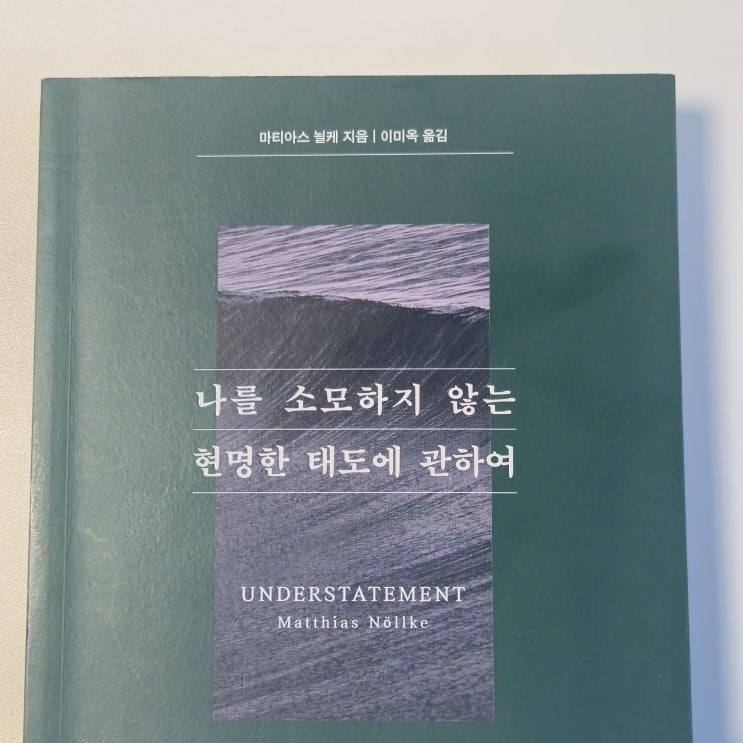 마티아스 뇔케 지음 | 이미옥 옮김
나를 소모하지 않는
현명한 태도에 관하여
UNDERSTATEMENT
Matthias Nöllke